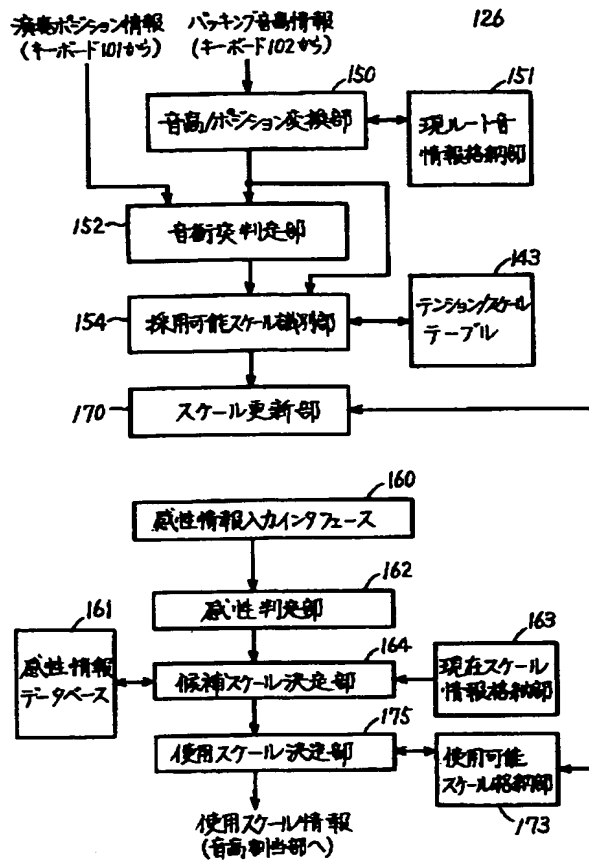 演奏ポジション情報
(キーボード101から)
バッキング音高情報
(キーボード102から)
126
150
音高/ポジション変換部
151
現ルート音
情報格納部
152
音衝突判定部
143
154
採用可能スケール識別部
テンション/スケール
テーブル
170
スケール更新部
160
感性情報入力インタフェース
162
感性判定部
161
感性情報
データベース
164
候補スケール決定部
163
現在スケール
情報格納部
175
使用スケール決定部
使用可能
スケール格納部
173
使用スケール情報
(音高割当部へ)